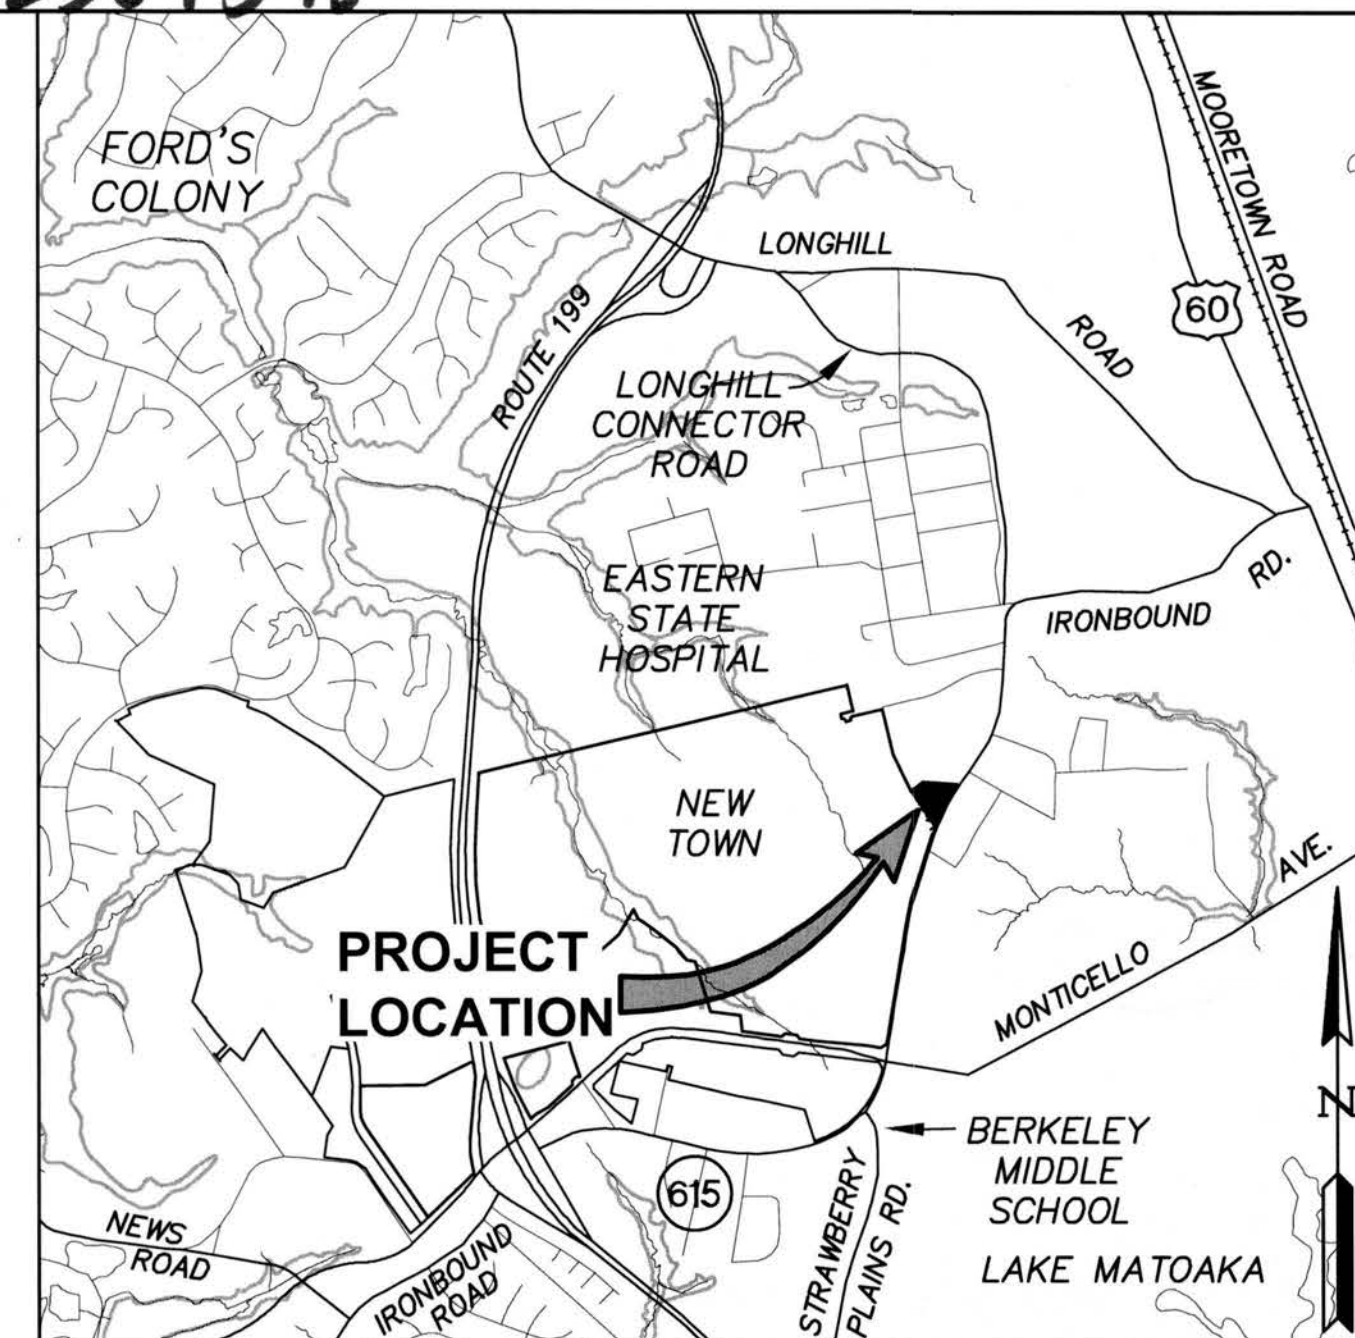 FORD'S
COLONY
MOORETOWN ROAD
LONGHILL
60
ROUTE 199
ROAD
LONGHILL
CONNECTOR
ROAD
EASTERN
STATE
HOSPITAL
RD.
IRONBOUND
NEW
TOWN
AVE.
PROJECT
LOCATION
MONTICELLO
N
BERKELEY
MIDDLE
SCHOOL
615
STRAWBERRY
PLAINS RD.
NEWS
ROAD
IRONBOUND
ROAD
LAKE MATOAKA